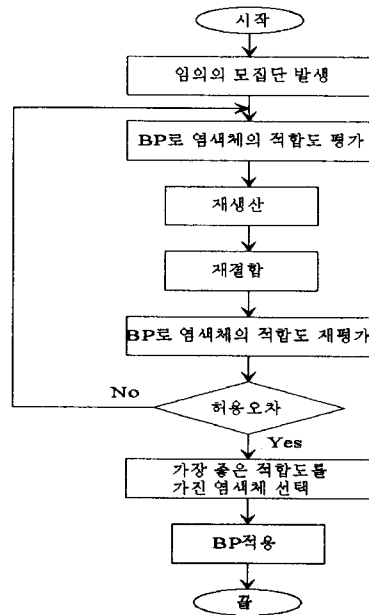 시작
임의의 모집단 발생
BP로 염색체의 적합도 평가
재생산
재결합
BP로 염색체의 적합도 재평가
No
허용오차
Yes
가장 좋은 적합도를
가진 염색체 선택
BP적용
끝